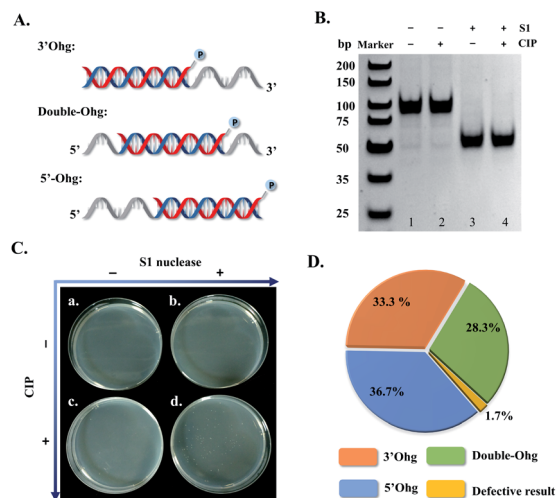 A.
3'Ohg:
P
3'
Double-Ohg:
P
5'
3'
5'-Ohg:
P
5'
B.
– – + + S1
– + – + CIP
bp Marker
200
150
100
75
50
35
25
1 2 3 4
C.
S1 nuclease
– +
CIP
–
+
a. b.
c. d.
D.
33.3 %
28.3%
36.7%
1.7%
3'Ohg
Double-Ohg
5'Ohg
Defective result